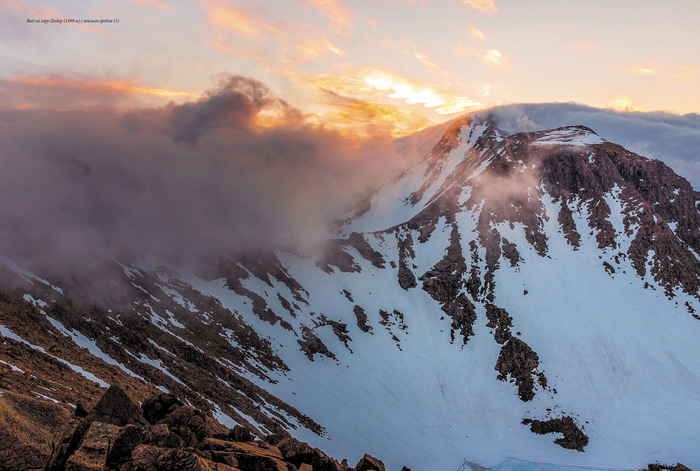 Вид на гору Пайер (1499 м) с южного гребня (1)